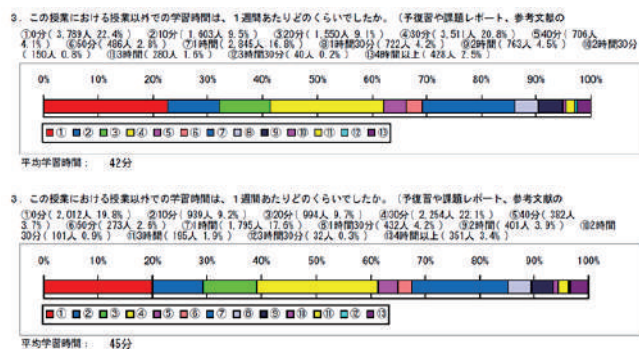 3. この授業における授業以外での学習時間は、1週間あたりどのくらいでしたか。(予復習や課題レポート、参考文献の
①0分(3,789人 22.4%) ②10分(1,603人 9.5%) ③20分(1,550人 9.1%) ④30分(3,511人 20.8%) ⑤40分(706人
4.1%) ⑥50分(486人 2.8%) ⑦1時間(2,845人 16.8%) ⑧1時間30分(722人 4.2%) ⑨2時間(763人 4.5%) ⑩2時間30分
(150人 0.8%) ⑪3時間(280人 1.6%) ⑫3時間30分(40人 0.2%) ⑬4時間以上(428人 2.5%)
0% 10% 20% 30% 40% 50% 60% 70% 80% 90% 100%
① ② ③ ④ ⑤ ⑥ ⑦ ⑧ ⑨ ⑩ ⑪ ⑫ ⑬
平均学習時間: 42分
3. この授業における授業以外での学習時間は、1週間あたりどのくらいでしたか。(予復習や課題レポート、参考文献の
①0分(2,012人 19.8%) ②10分(939人 9.2%) ③20分(994人 9.7%) ④30分(2,254人 22.1%) ⑤40分(382人
3.7%) ⑥50分(273人 2.6%) ⑦1時間(1,795人 17.6%) ⑧1時間30分(432人 4.2%) ⑨2時間(401人 3.9%) ⑩2時間
30分(101人 0.9%) ⑪3時間(195人 1.9%) ⑫3時間30分(32人 0.3%) ⑬4時間以上(351人 3.4%)
0% 10% 20% 30% 40% 50% 60% 70% 80% 90% 100%
① ② ③ ④ ⑤ ⑥ ⑦ ⑧ ⑨ ⑩ ⑪ ⑫ ⑬
平均学習時間: 45分